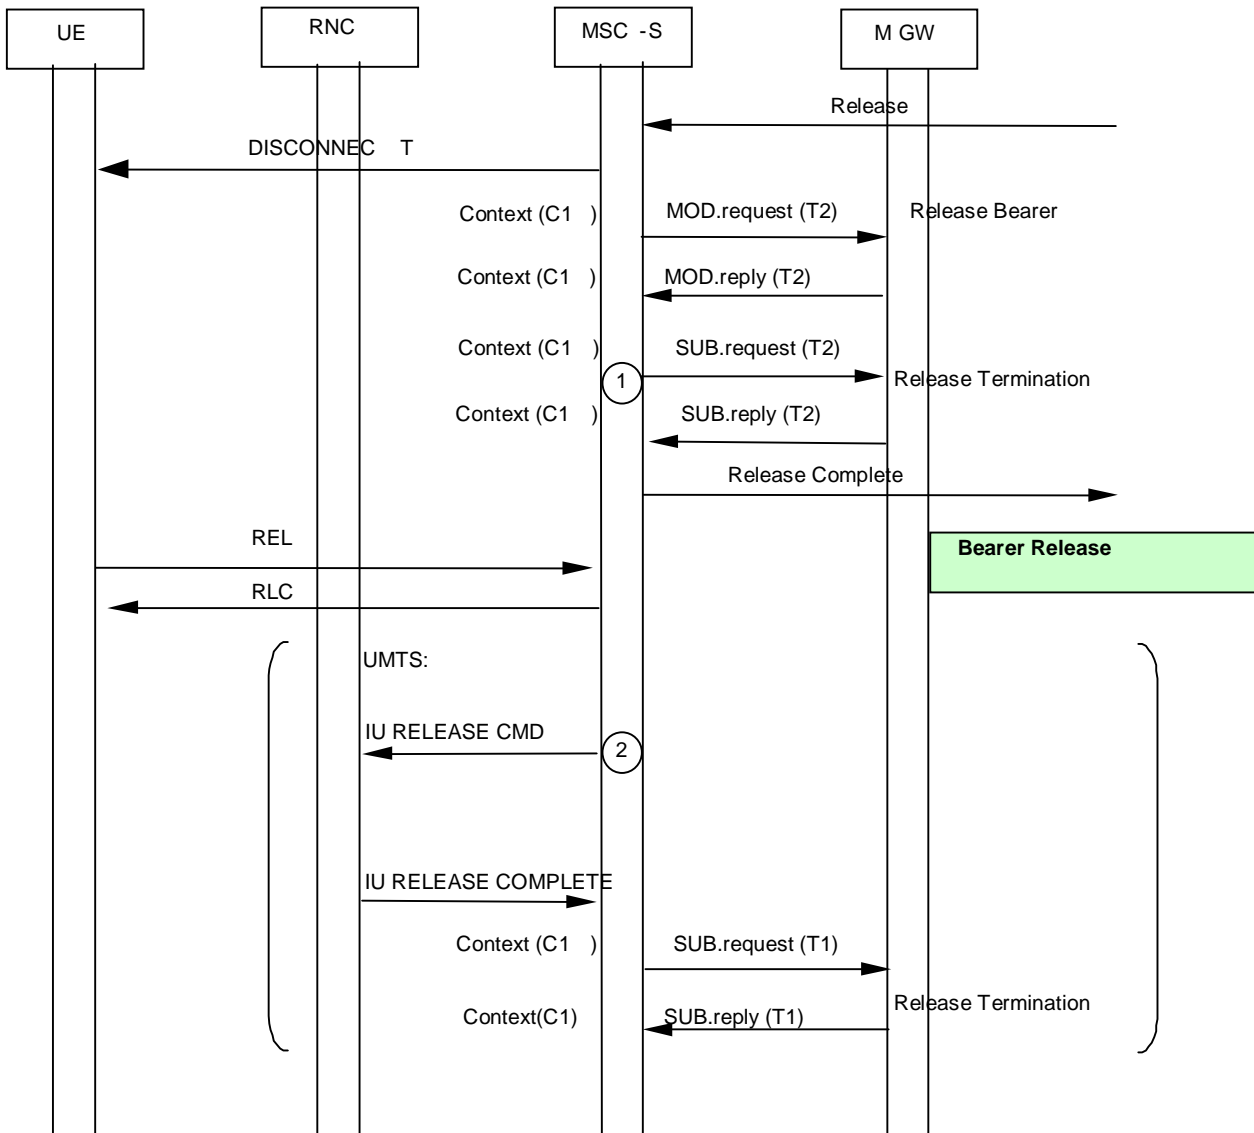 UE
RNC
MSC -S
M GW
Release
DISCONNEC T
Context (C1 )
MOD.request (T2)
Release Bearer
Context (C1 )
MOD.reply (T2)
Context (C1 )
SUB.request (T2)
1
Release Termination
Context (C1 )
SUB.reply (T2)
Release Complete
REL
Bearer Release
RLC
UMTS:
IU RELEASE CMD
2
IU RELEASE COMPLETE
Context (C1 )
SUB.request (T1)
Release Termination
Context(C1)
SUB.reply (T1)